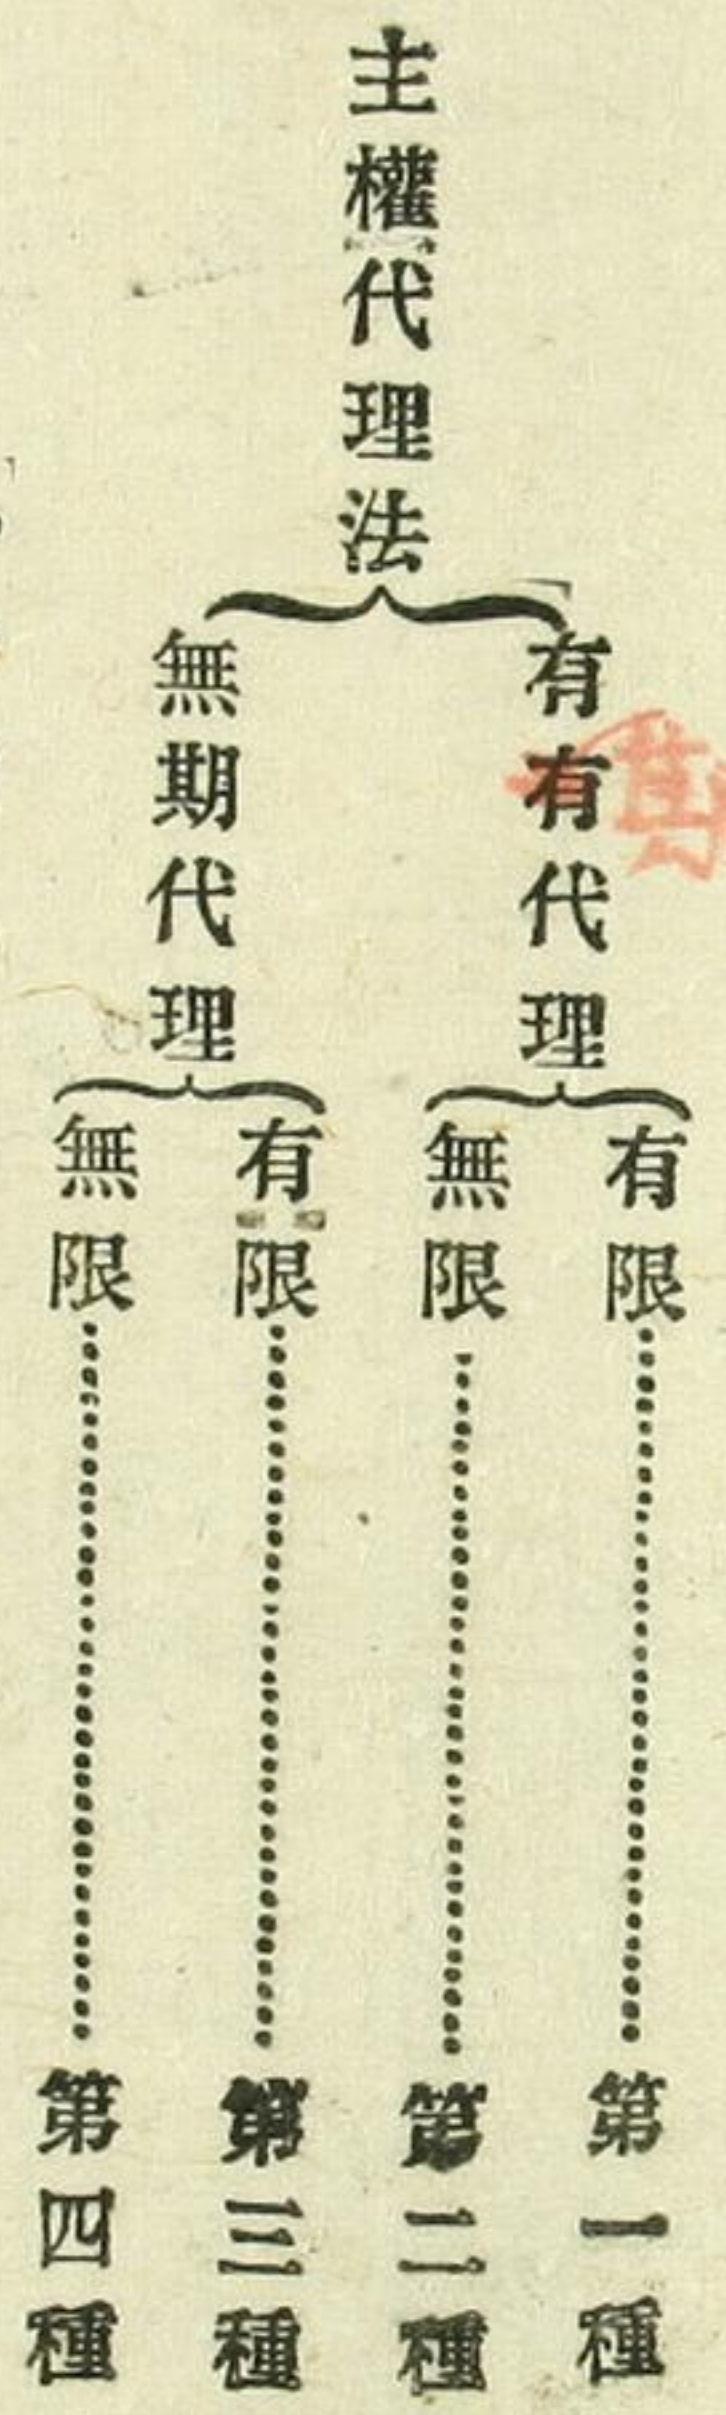 主權代理法
有有代理
有限…………第一種
無限…………第二種
無期代理
有限…………第三種
無限…………第四種